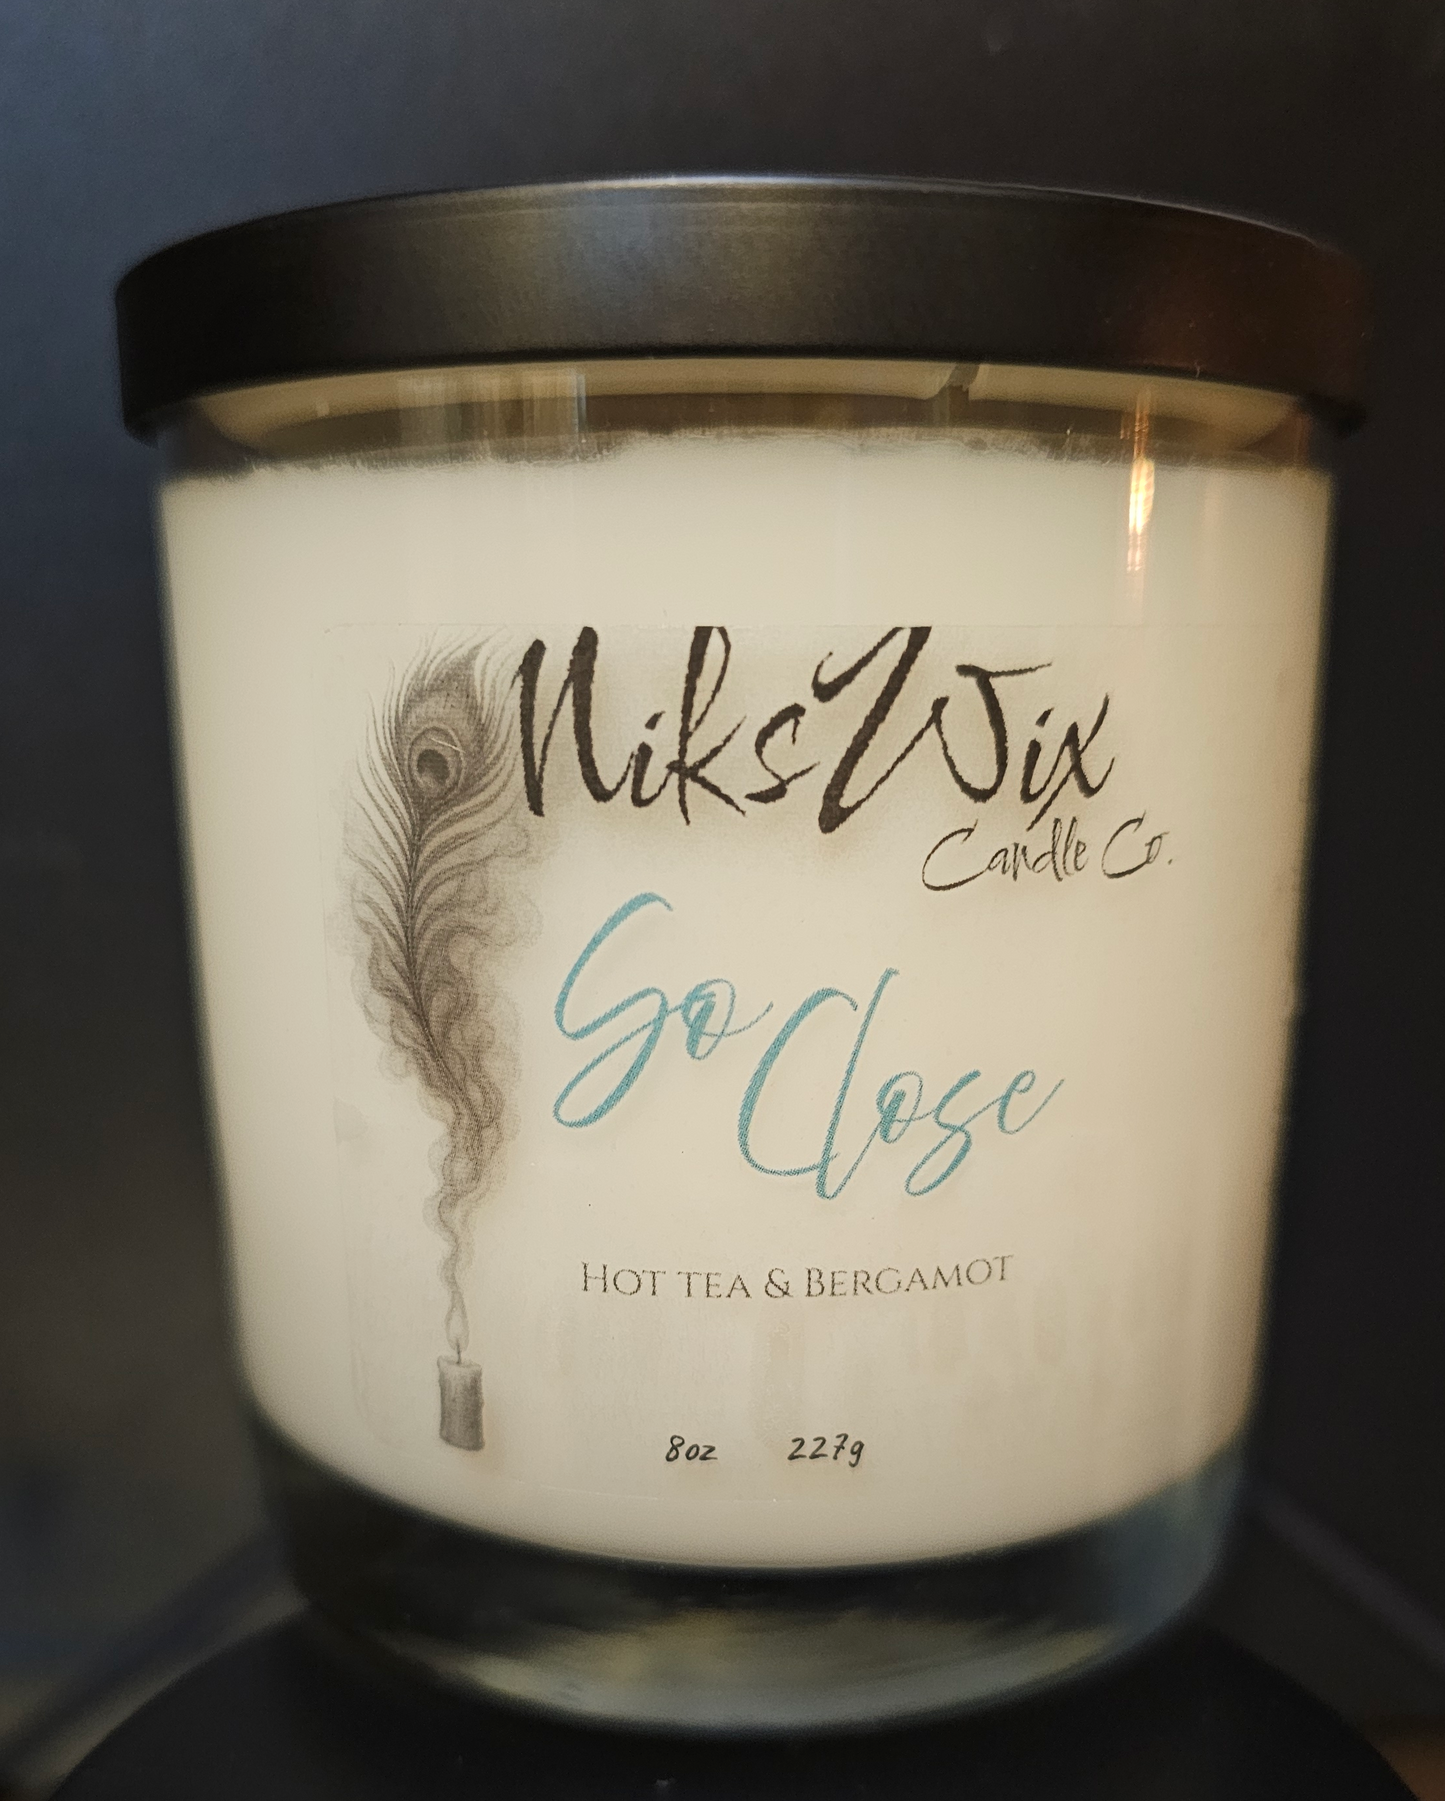 NiksWix
Candle Co.
So
Close
Hot tea & Bergamot
8oz 227g